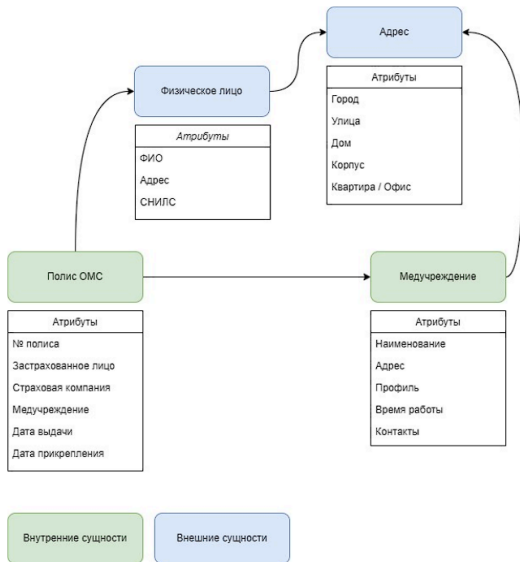 Адрес
Физическое лицо
Атрибуты
Город
Улица
Дом
Корпус
Квартира / Офис
Атрибуты
ФИО
Адрес
СНИЛС
Полис ОМС
Медучреждение
Атрибуты
№ полиса
Застрахованное лицо
Страховая компания
Медучреждение
Дата выдачи
Дата прикрепления
Атрибуты
Наименование
Адрес
Профиль
Время работы
Контакты
Внутренние сущности
Внешние сущности